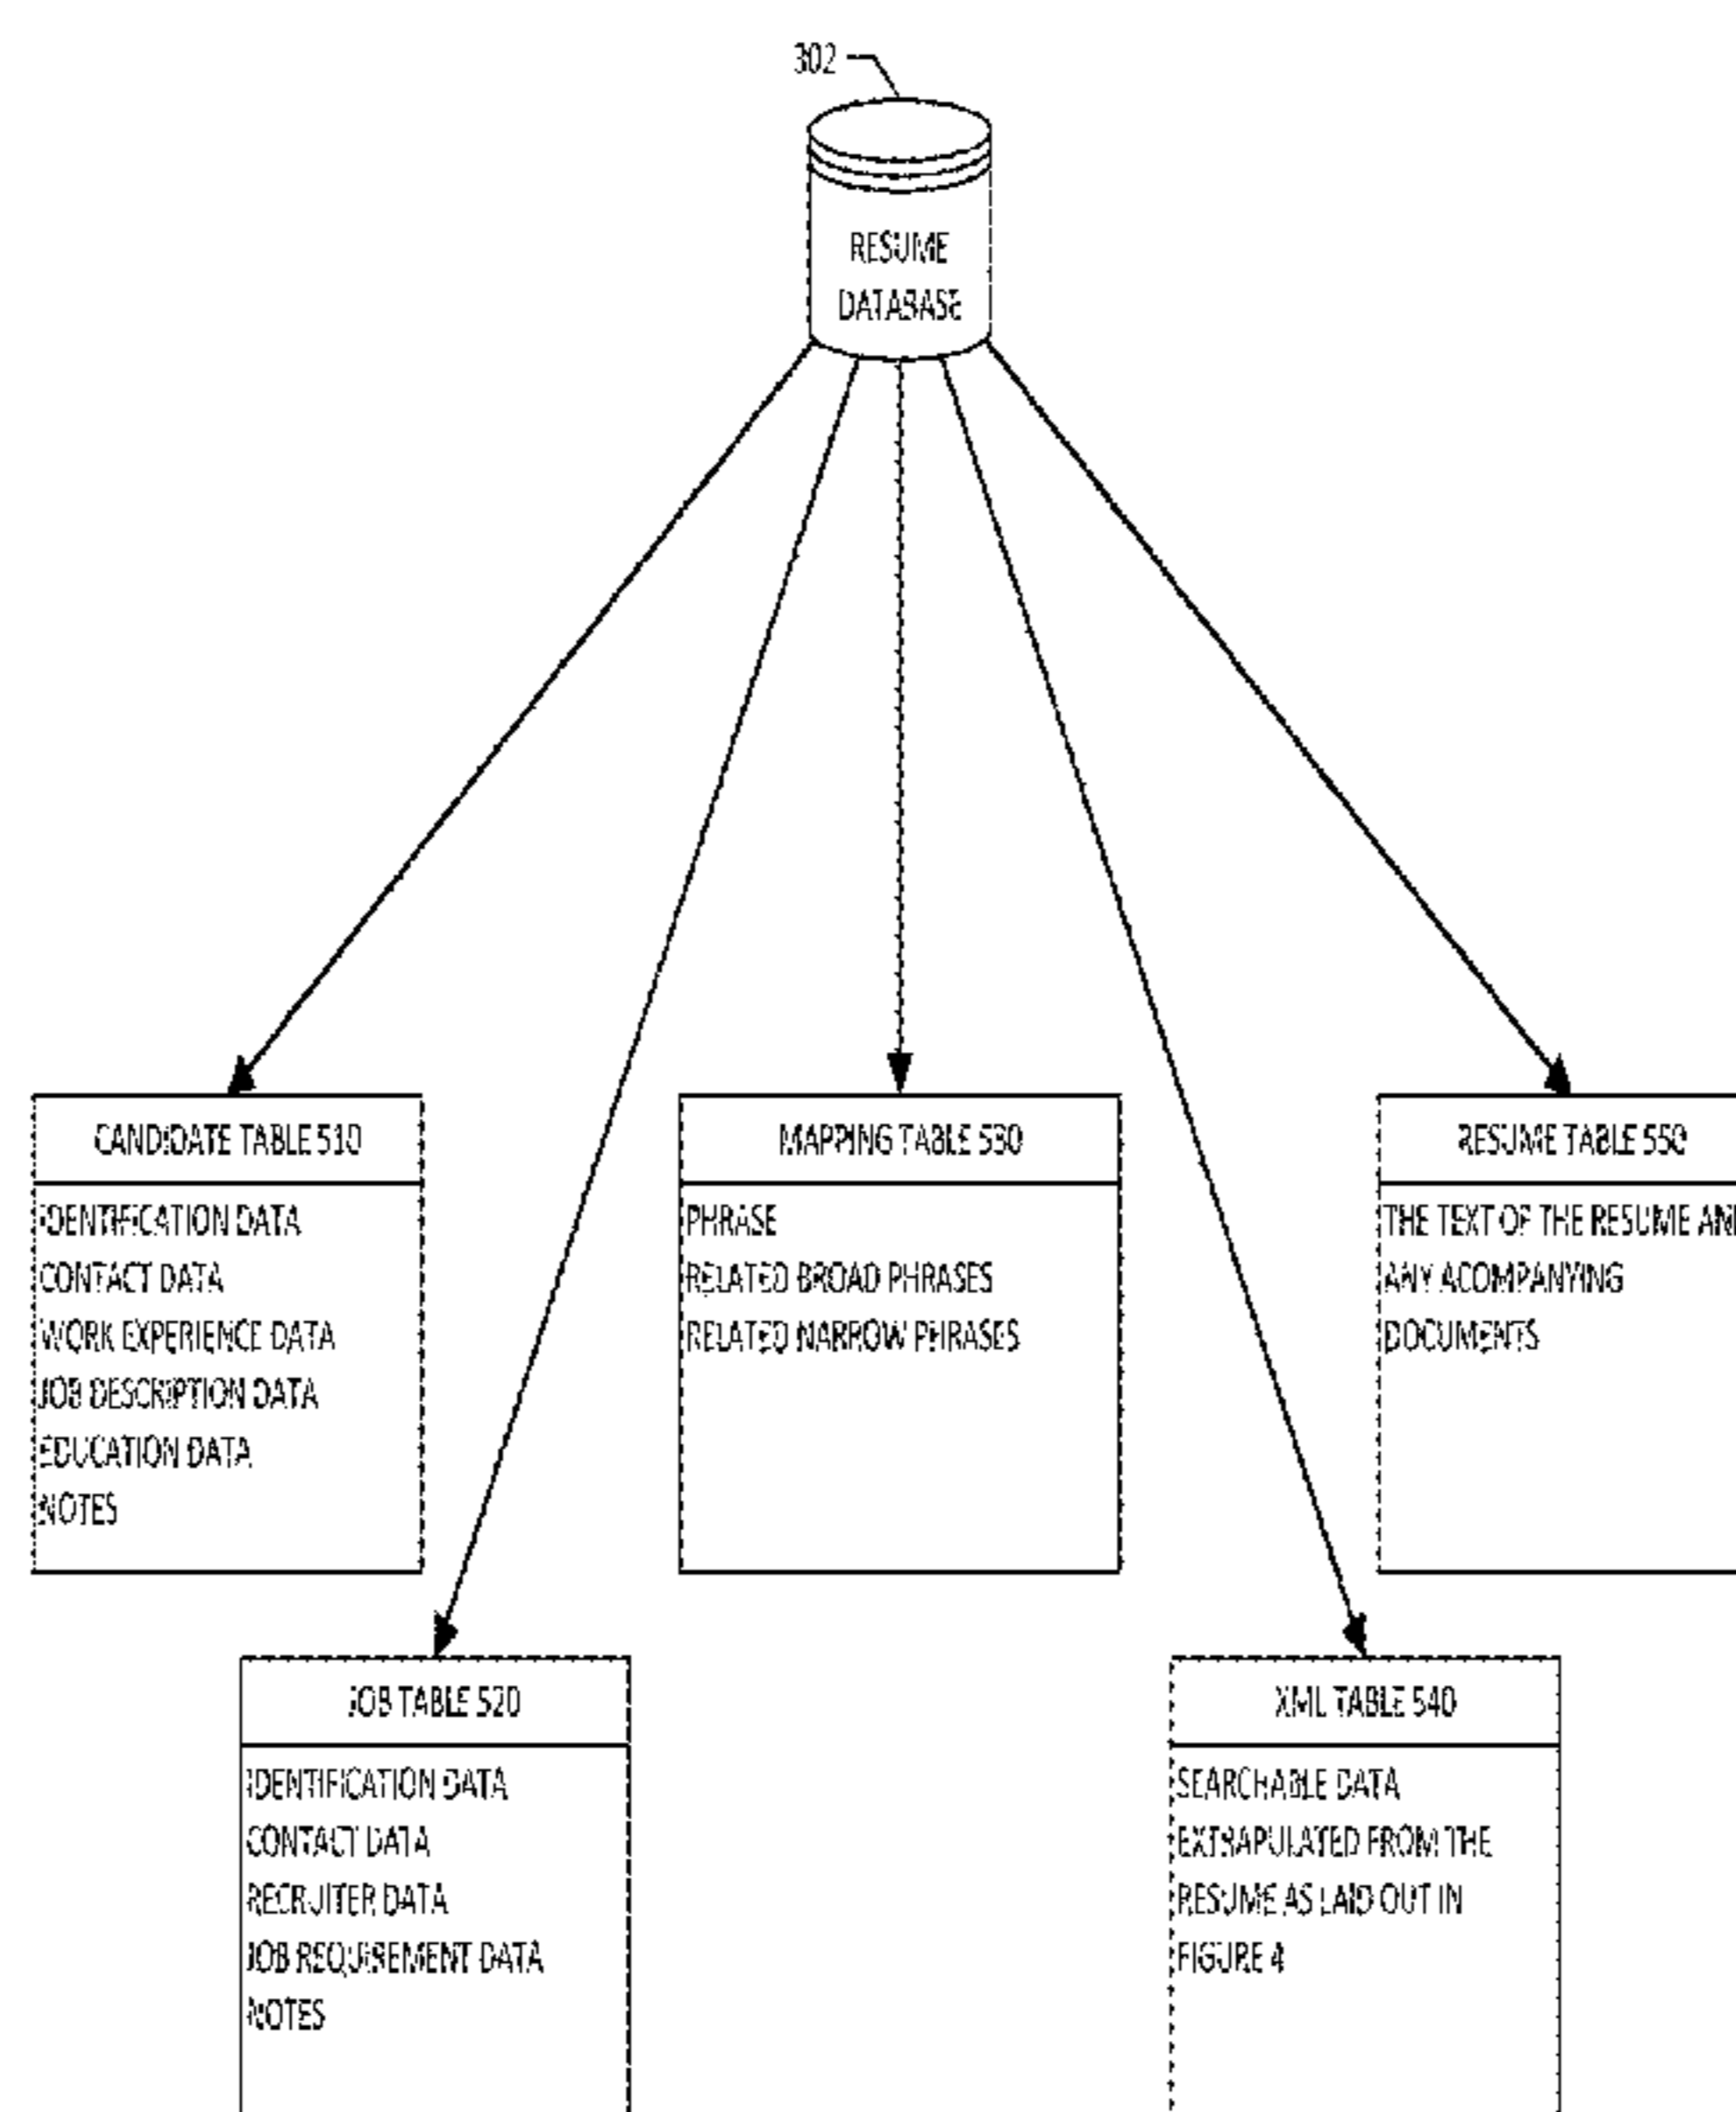 302
RESUME
DATABASE
CANDIDATE TABLE 510
IDENTIFICATION DATA
CONTACT DATA
WORK EXPERIENCE DATA
JOB DESCRIPTION DATA
EDUCATION DATA
NOTES
MAPPING TABLE 530
PHRASE
RELATED BROAD PHRASES
RELATED NARROW PHRASES
RESUME TABLE 550
THE TEXT OF THE RESUME AND
ANY ACOMPANYING
DOCUMENTS
JOB TABLE 520
IDENTIFICATION DATA
CONTACT DATA
RECRUITER DATA
JOB REQUIREMENT DATA
NOTES
XML TABLE 540
SEARCHABLE DATA
EXTRAPULATED FROM THE
RESUME AS LAID OUT IN
FIGURE 4